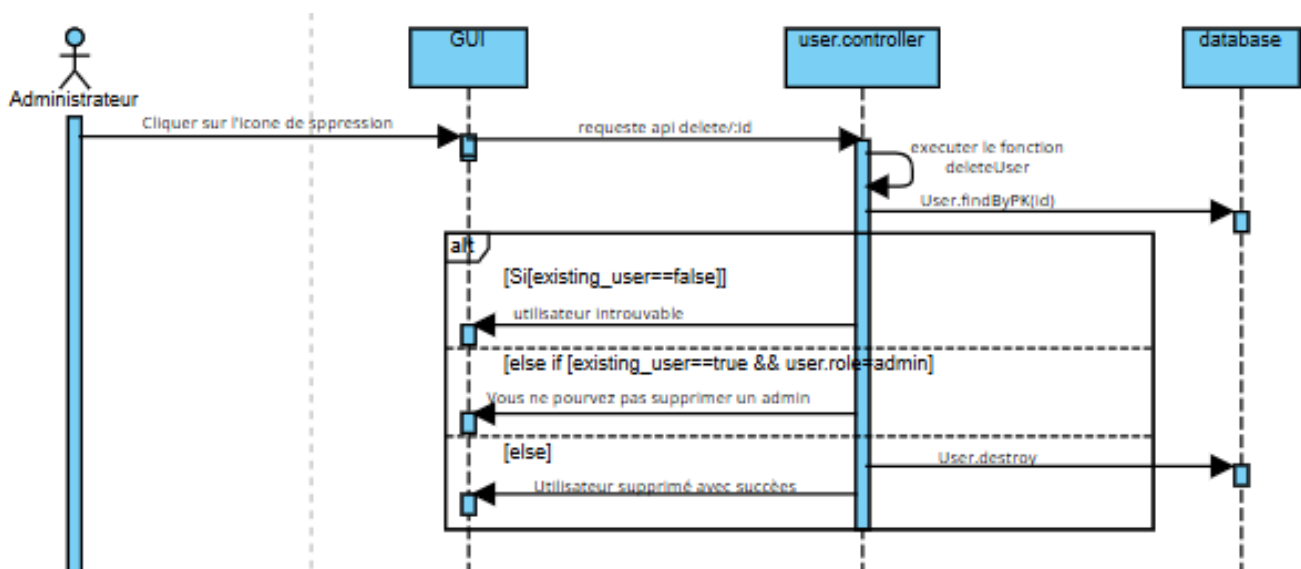 GUI
user.controller
database
Administrateur
Cliquer sur l'icone de sppression
requeste api delete/:id
executer le fonction
deleteUser
User.findByPK(id)
alt
[Si[existing_user==false]]
utilisateur introuvable
[else if [existing_user==true && user.role=admin]
Vous ne pourvez pas supprimer un admin
[else]
User.destroy
Utilisateur supprimé avec succèes